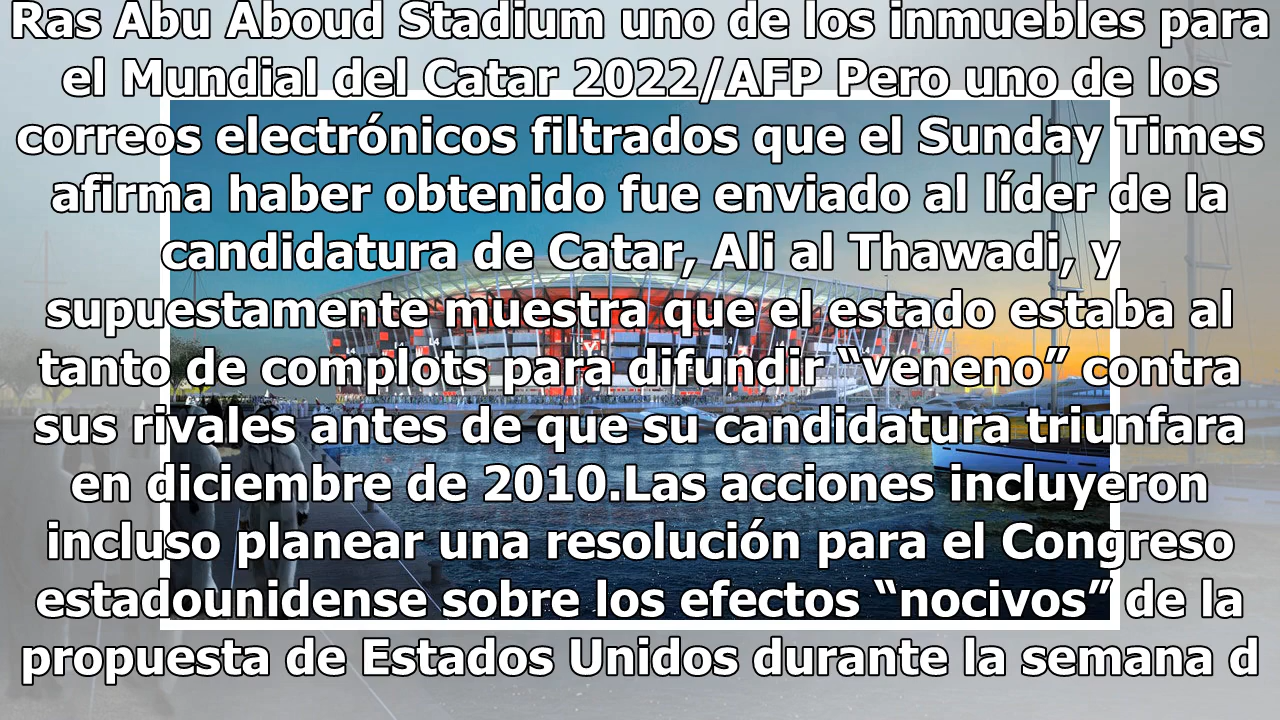 Ras Abu Aboud Stadium uno de los inmuebles para
el Mundial del Catar 2022/AFP Pero uno de los
correos electrónicos filtrados que el Sunday Times
afirma haber obtenido fue enviado al líder de la
candidatura de Catar, Ali al Thawadi, y
supuestamente muestra que el estado estaba al
tanto de complots para difundir “veneno” contra
sus rivales antes de que su candidatura triunfara
en diciembre de 2010.Las acciones incluyeron
incluso planear una resolución para el Congreso
estadounidense sobre los efectos “nocivos” de la
propuesta de Estados Unidos durante la semana d